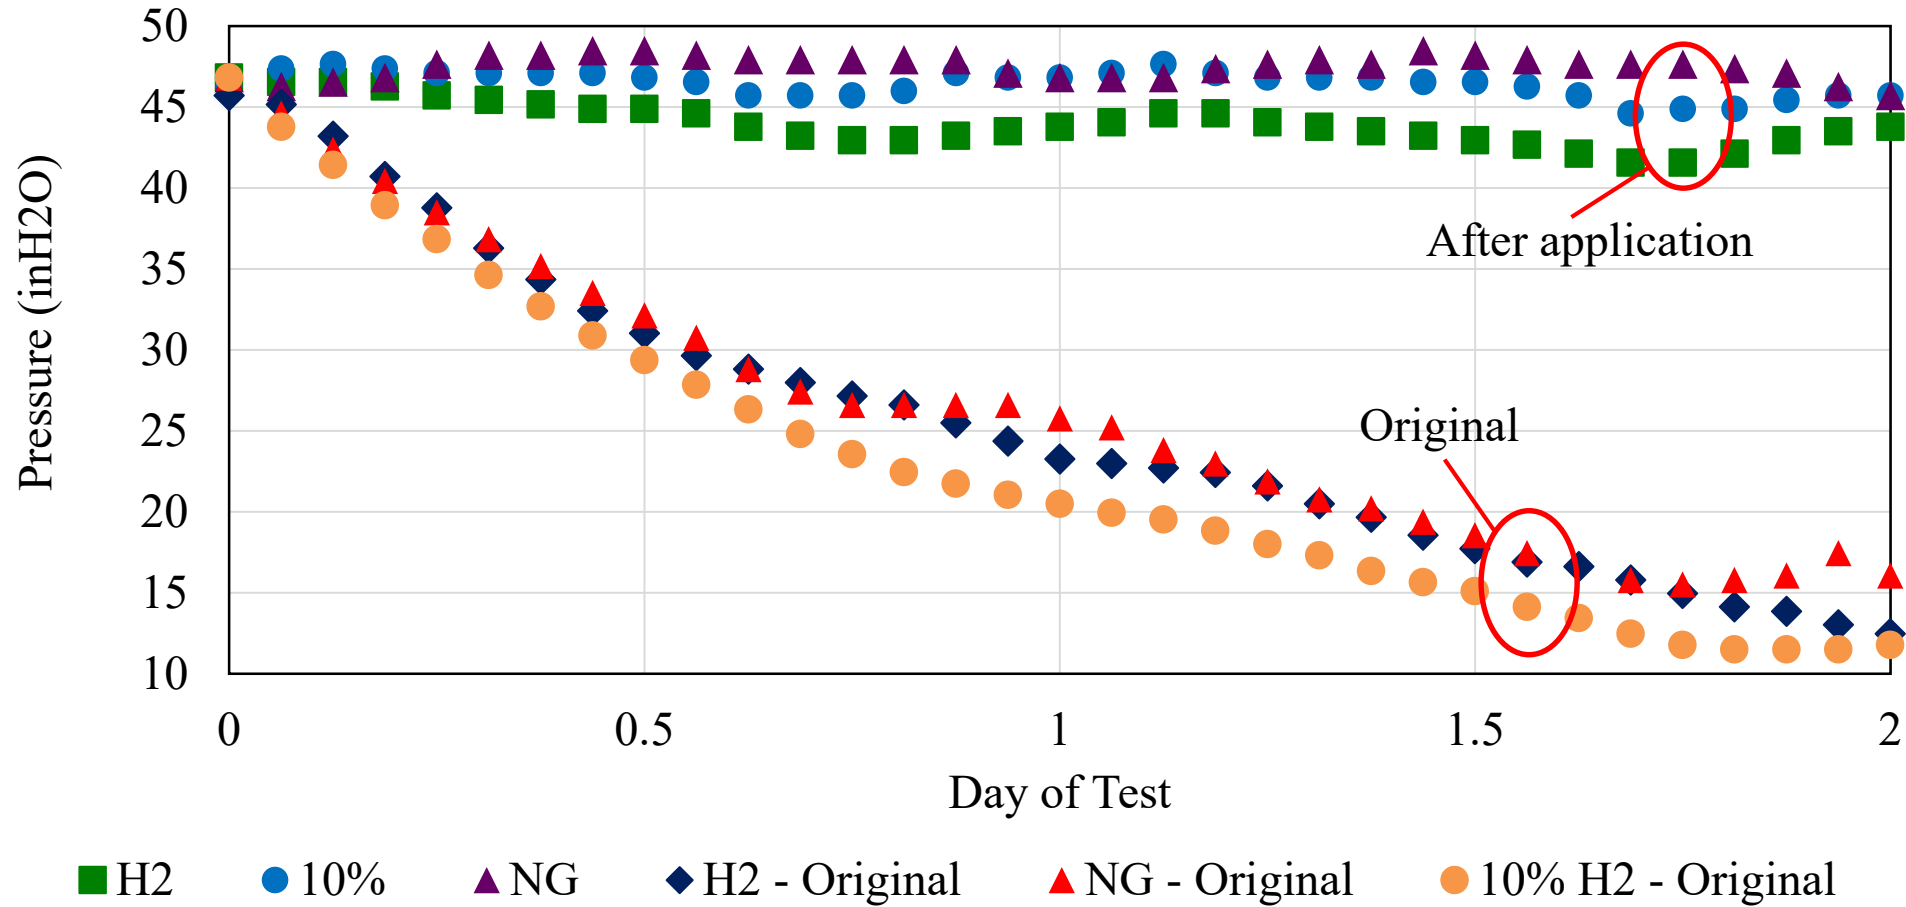 50
45
40
35
30
25
20
15
10
Pressure (inH2O)
After application
Original
0 0.5 1 1.5 2
Day of Test
H2 10% NG H2 - Original NG - Original 10% H2 - Original